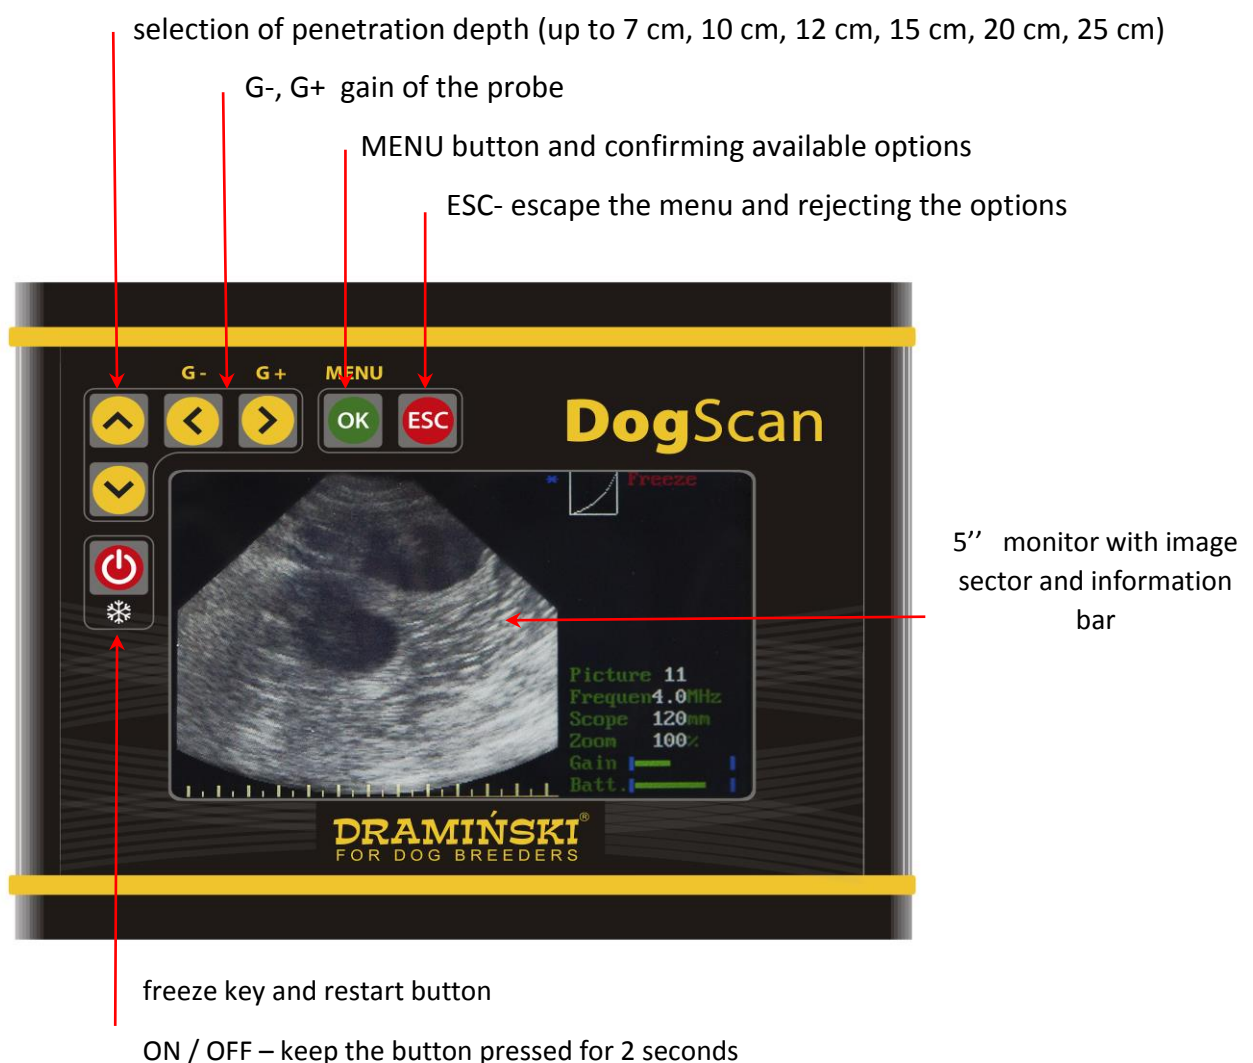 selection of penetration depth (up to 7 cm, 10 cm, 12 cm, 15 cm, 20 cm, 25 cm)
G-, G+ gain of the probe
MENU button and confirming available options
ESC- escape the menu and rejecting the options
G - G + MENU
OK ESC
DogScan
* Freeze
5’’ monitor with image
sector and information
bar
Picture 11
Frequen4.0MHz
Scope 120mm
Zoom 100%
Gain
Batt.
DRAMIŃSKI®
FOR DOG BREEDERS
freeze key and restart button
ON / OFF – keep the button pressed for 2 seconds